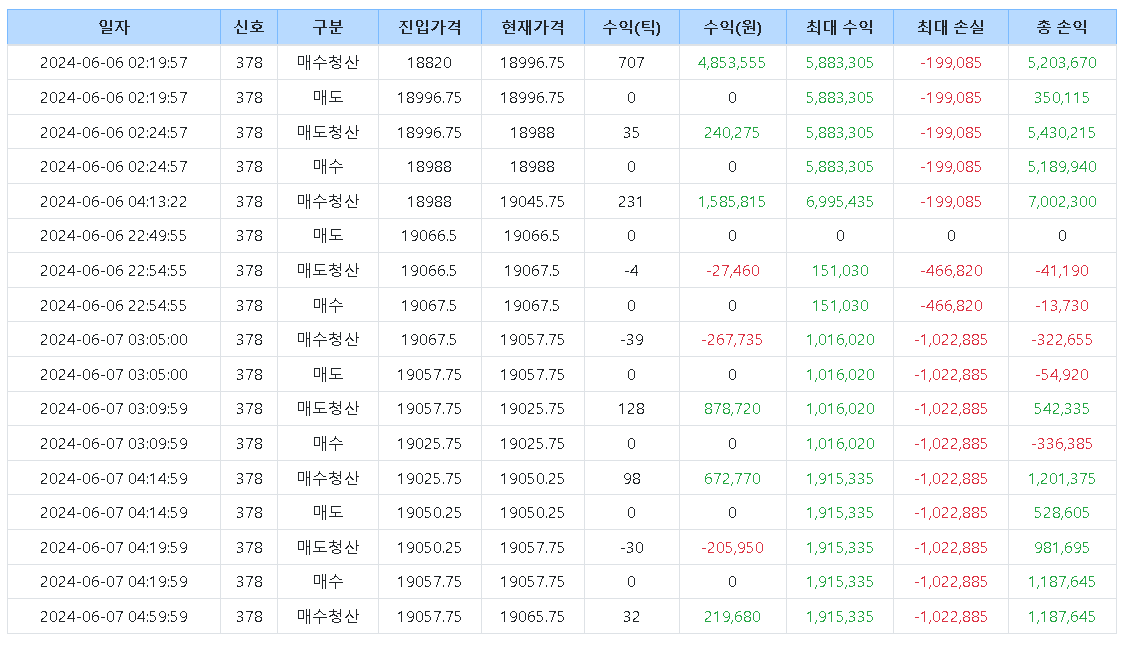 일자 신호 구분 진입가격 현재가격 수익(틱) 수익(원) 최대 수익 최대 손실 총 손익
2024-06-06 02:19:57 378 매수청산 18820 18996.75 707 4,853,555 5,883,305 -199,085 5,203,670
2024-06-06 02:19:57 378 매도 18996.75 18996.75 0 0 5,883,305 -199,085 350,115
2024-06-06 02:24:57 378 매도청산 18996.75 18988 35 240,275 5,883,305 -199,085 5,430,215
2024-06-06 02:24:57 378 매수 18988 18988 0 0 5,883,305 -199,085 5,189,940
2024-06-06 04:13:22 378 매수청산 18988 19045.75 231 1,585,815 6,995,435 -199,085 7,002,300
2024-06-06 22:49:55 378 매도 19066.5 19066.5 0 0 0 0 0
2024-06-06 22:54:55 378 매도청산 19066.5 19067.5 -4 -27,460 151,030 -466,820 -41,190
2024-06-06 22:54:55 378 매수 19067.5 19067.5 0 0 151,030 -466,820 -13,730
2024-06-07 03:05:00 378 매수청산 19067.5 19057.75 -39 -267,735 1,016,020 -1,022,885 -322,655
2024-06-07 03:05:00 378 매도 19057.75 19057.75 0 0 1,016,020 -1,022,885 -54,920
2024-06-07 03:09:59 378 매도청산 19057.75 19025.75 128 878,720 1,016,020 -1,022,885 542,335
2024-06-07 03:09:59 378 매수 19025.75 19025.75 0 0 1,016,020 -1,022,885 -336,385
2024-06-07 04:14:59 378 매수청산 19025.75 19050.25 98 672,770 1,915,335 -1,022,885 1,201,375
2024-06-07 04:14:59 378 매도 19050.25 19050.25 0 0 1,915,335 -1,022,885 528,605
2024-06-07 04:19:59 378 매도청산 19050.25 19057.75 -30 -205,950 1,915,335 -1,022,885 981,695
2024-06-07 04:19:59 378 매수 19057.75 19057.75 0 0 1,915,335 -1,022,885 1,187,645
2024-06-07 04:59:59 378 매수청산 19057.75 19065.75 32 219,680 1,915,335 -1,022,885 1,187,645